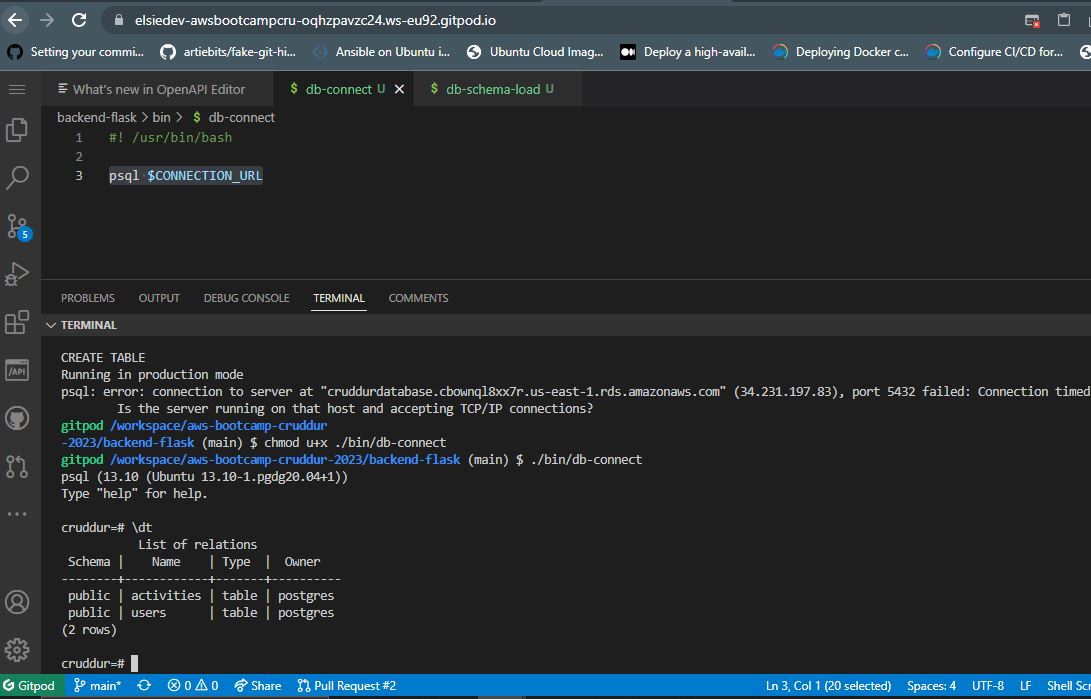 elsiedev-awsbootcampcru-oqhzpavzc24.ws-eu92.gitpod.io
Setting your commi... artiebits/fake-git-hi... Ansible on Ubuntu i... Ubuntu Cloud Imag... Deploy a high-avail... Deploying Docker c... Configure CI/CD for...
What's new in OpenAPI Editor $ db-connect U $ db-schema-load U
backend-flask > bin > $ db-connect
1 #! /usr/bin/bash
2
3 psql $CONNECTION_URL
5
/API
PROBLEMS OUTPUT DEBUG CONSOLE TERMINAL COMMENTS
TERMINAL
CREATE TABLE
Running in production mode
psql: error: connection to server at "cruddurdatabase.cbownql8xx7r.us-east-1.rds.amazonaws.com" (34.231.197.83), port 5432 failed: Connection timed
Is the server running on that host and accepting TCP/IP connections?
gitpod /workspace/aws-bootcamp-cruddur
-2023/backend-flask (main) $ chmod u+x ./bin/db-connect
gitpod /workspace/aws-bootcamp-cruddur-2023/backend-flask (main) $ ./bin/db-connect
psql (13.10 (Ubuntu 13.10-1.pgdg20.04+1))
Type "help" for help.
cruddur=# \dt
List of relations
Schema | Name | Type | Owner
--------+------------+-------+----------
public | activities | table | postgres
public | users | table | postgres
(2 rows)
cruddur=#
Gitpod main* 0 0 Share Pull Request #2 Ln 3, Col 1 (20 selected) Spaces: 4 UTF-8 LF Shell Scr